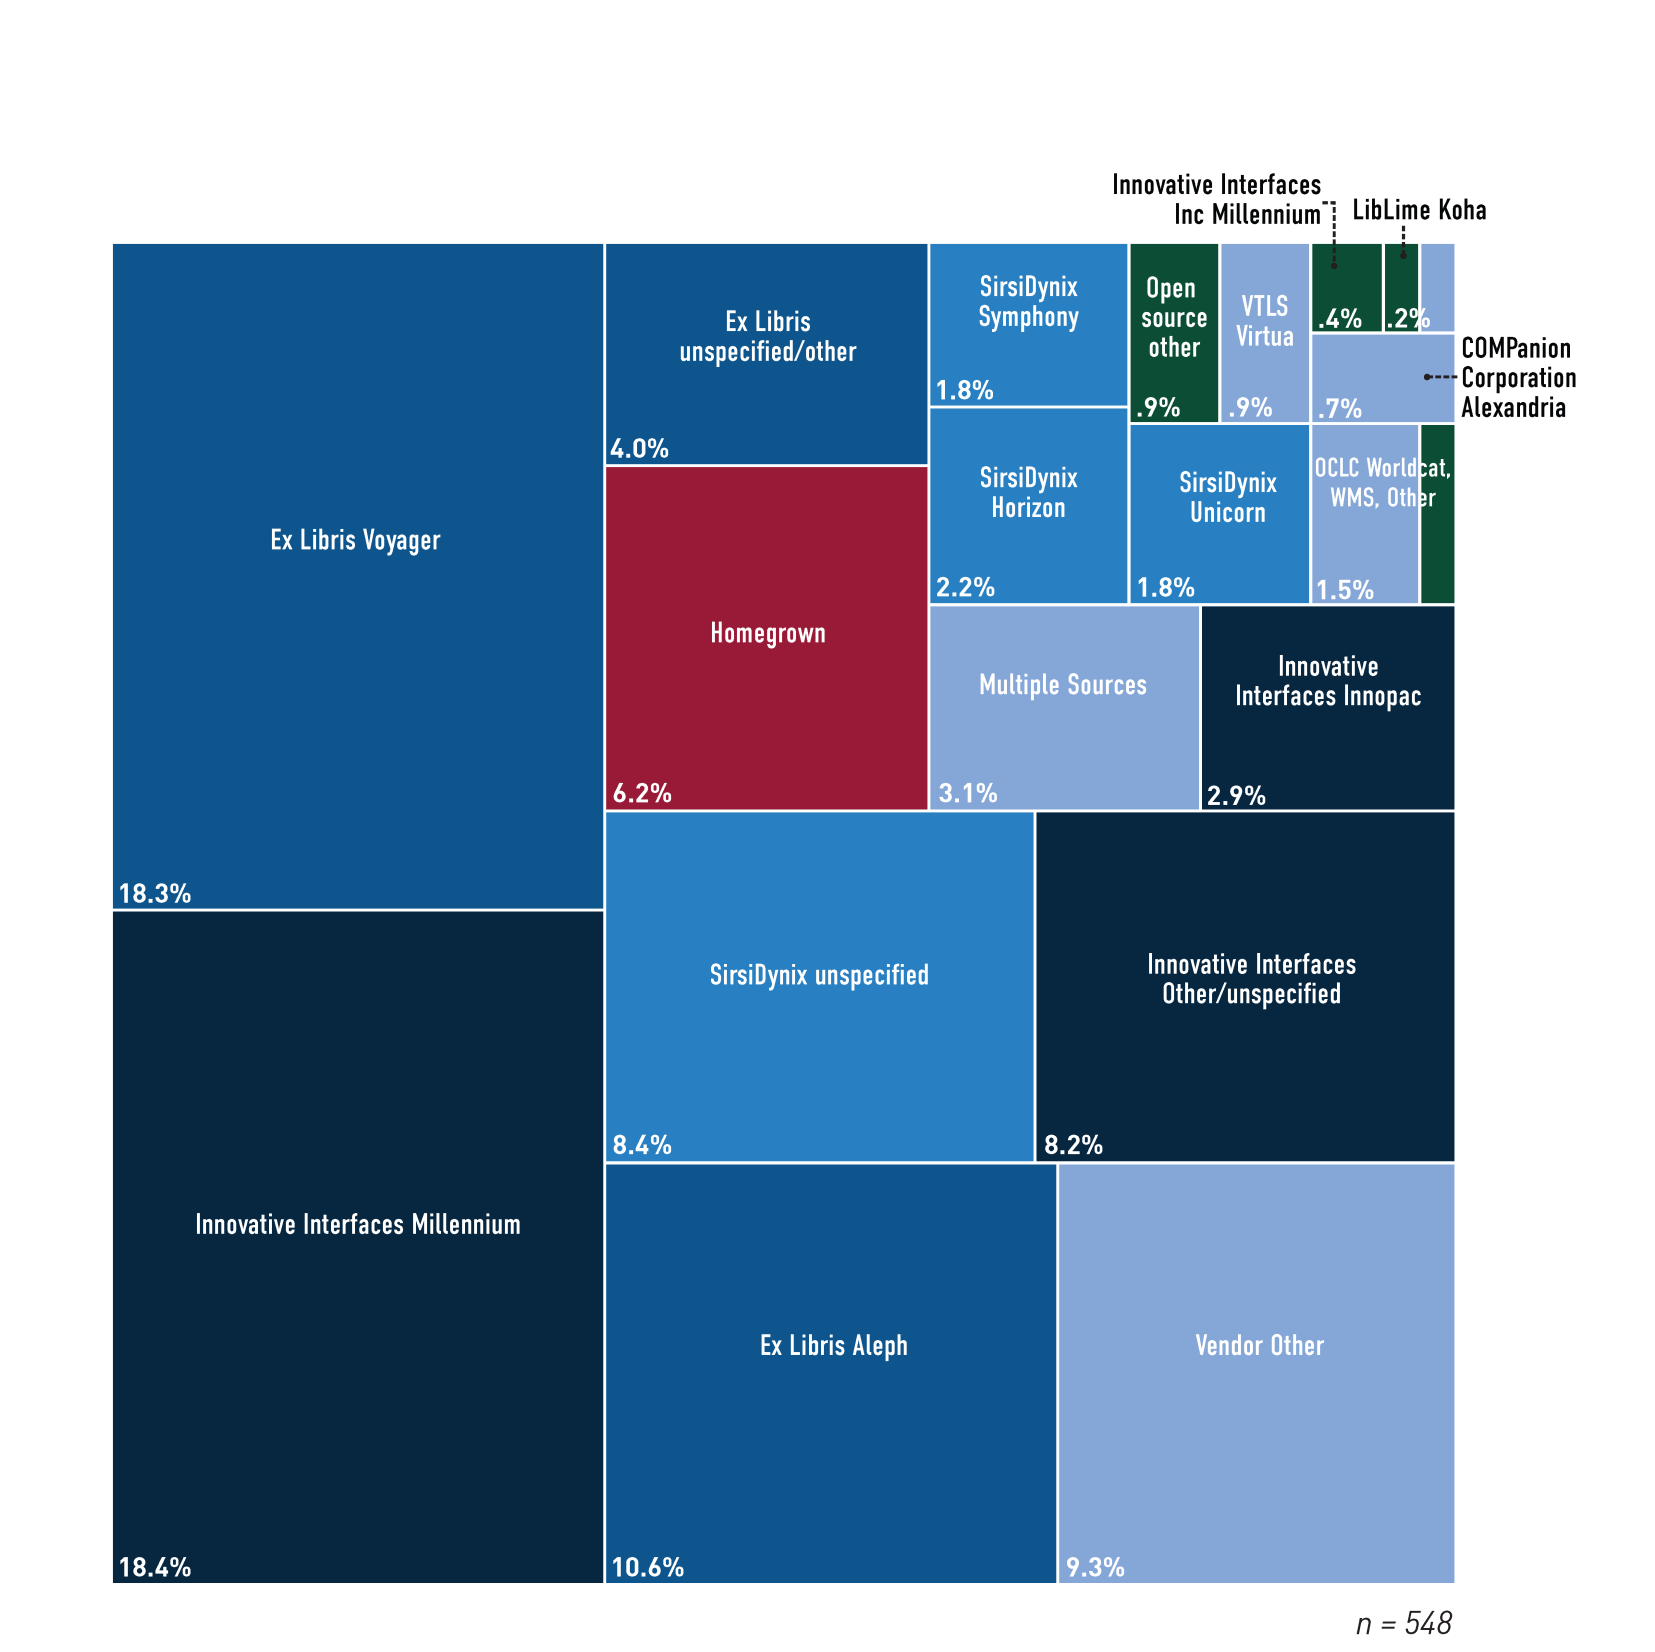 Innovative Interfaces
Inc Millennium
LibLime Koha
Ex Libris Voyager
18.3%
Ex Libris
unspecified/other
4.0%
SirsiDynix
Symphony
1.8%
Open
source
other
.9%
VTLS
Virtua
.9%
.4%
.2%
COMPanion
Corporation
Alexandria
.7%
Homegrown
6.2%
SirsiDynix
Horizon
2.2%
SirsiDynix
Unicorn
1.8%
OCLC Worldcat,
WMS, Other
1.5%
Multiple Sources
3.1%
Innovative
Interfaces Innopac
2.9%
Innovative Interfaces Millennium
18.4%
SirsiDynix unspecified
8.4%
Innovative Interfaces
Other/unspecified
8.2%
Ex Libris Aleph
10.6%
Vendor Other
9.3%
n = 548